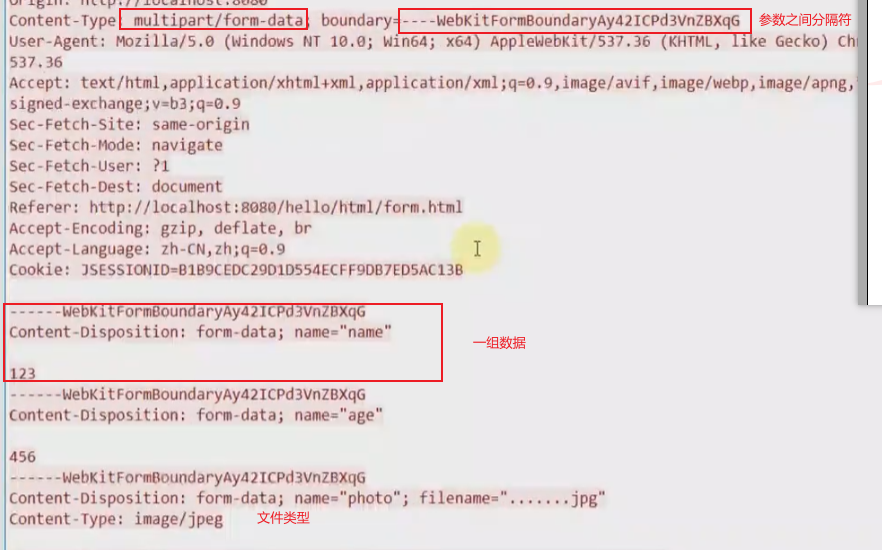 Origin: http://localhost:8080
Content-Type: multipart/form-data; boundary=----WebKitFormBoundaryAy42ICPd3VnZBXqG 参数之间分隔符
User-Agent: Mozilla/5.0 (Windows NT 10.0; Win64; x64) AppleWebKit/537.36 (KHTML, like Gecko) Chr
537.36
Accept: text/html,application/xhtml+xml,application/xml;q=0.9,image/avif,image/webp,image/apng,
signed-exchange;v=b3;q=0.9
Sec-Fetch-Site: same-origin
Sec-Fetch-Mode: navigate
Sec-Fetch-User: ?1
Sec-Fetch-Dest: document
Referer: http://localhost:8080/hello/html/form.html
Accept-Encoding: gzip, deflate, br
Accept-Language: zh-CN,zh;q=0.9
Cookie: JSESSIONID=B1B9CEDC29D1D554ECFF9DB7ED5AC13B
------WebKitFormBoundaryAy42ICPd3VnZBXqG
Content-Disposition: form-data; name="name"
一组数据
123
------WebKitFormBoundaryAy42ICPd3VnZBXqG
Content-Disposition: form-data; name="age"
456
------WebKitFormBoundaryAy42ICPd3VnZBXqG
Content-Disposition: form-data; name="photo"; filename=".......jpg"
Content-Type: image/jpeg 文件类型